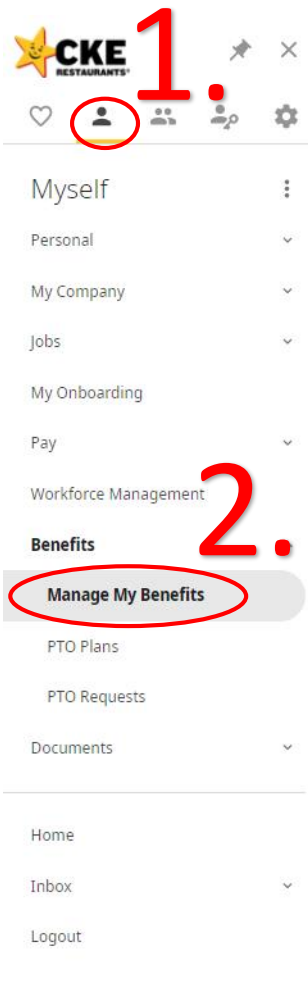 1.
CKE
RESTAURANTS®
Myself
Personal
My Company
Jobs
My Onboarding
Pay
Workforce Management
2.
Benefits
Manage My Benefits
PTO Plans
PTO Requests
Documents
Home
Inbox
Logout